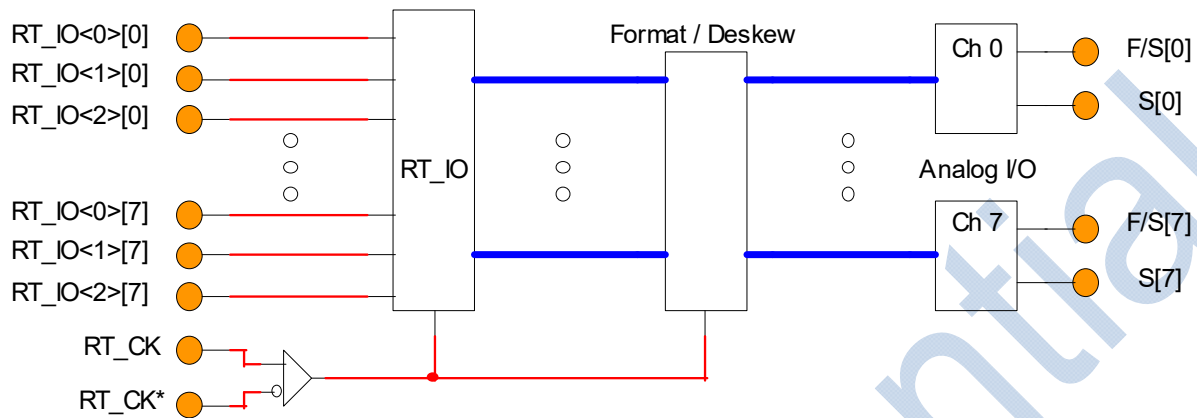 RT_IO<0>[0]
RT_IO<1>[0]
RT_IO<2>[0]
RT_IO<0>[7]
RT_IO<1>[7]
RT_IO<2>[7]
RT_CK
RT_CK*
RT_IO
Format / Deskew
Ch 0
Analog I/O
Ch 7
F/S[0]
S[0]
F/S[7]
S[7]
ntial